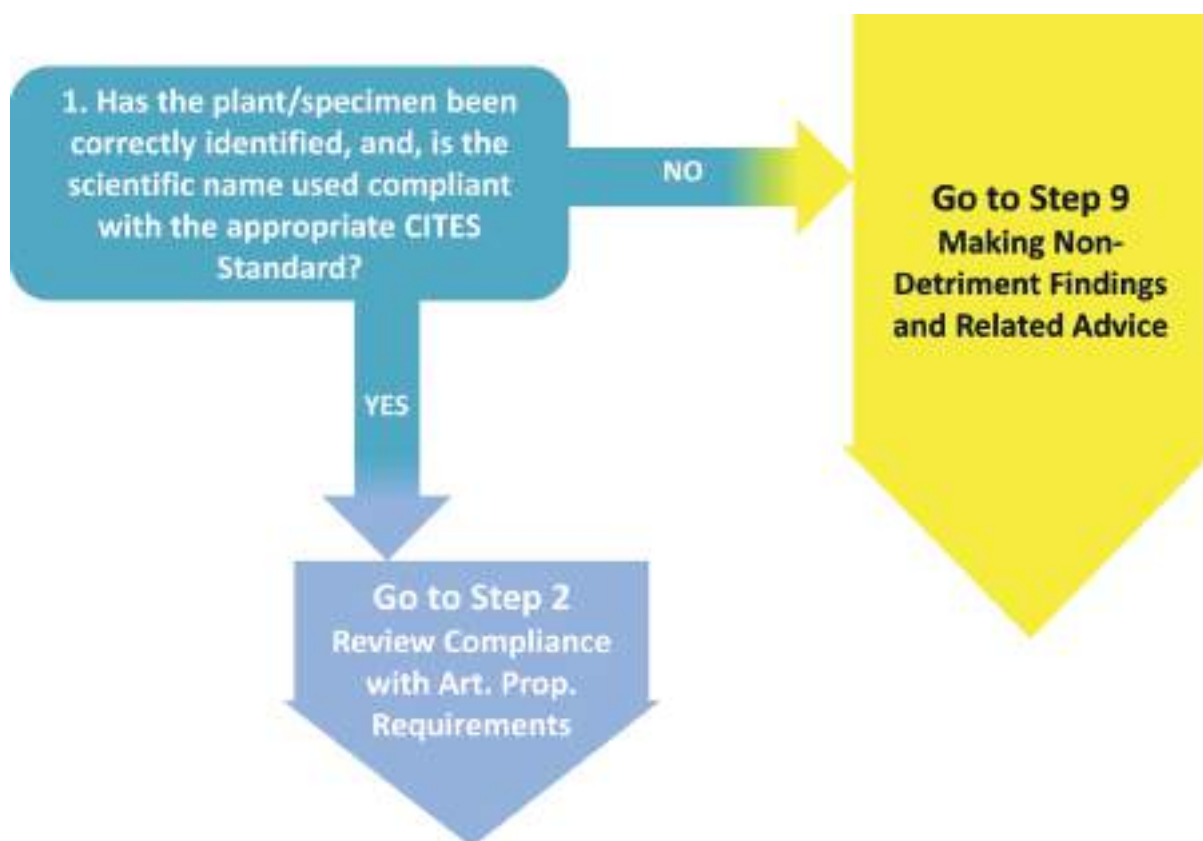 1. Has the plant/specimen been
correctly identified, and, is the
scientific name used compliant
with the appropriate CITES
Standard?
NO
Go to Step 9
Making Non-
Detriment Findings
and Related Advice
YES
Go to Step 2
Review Compliance
with Art. Prop.
Requirements